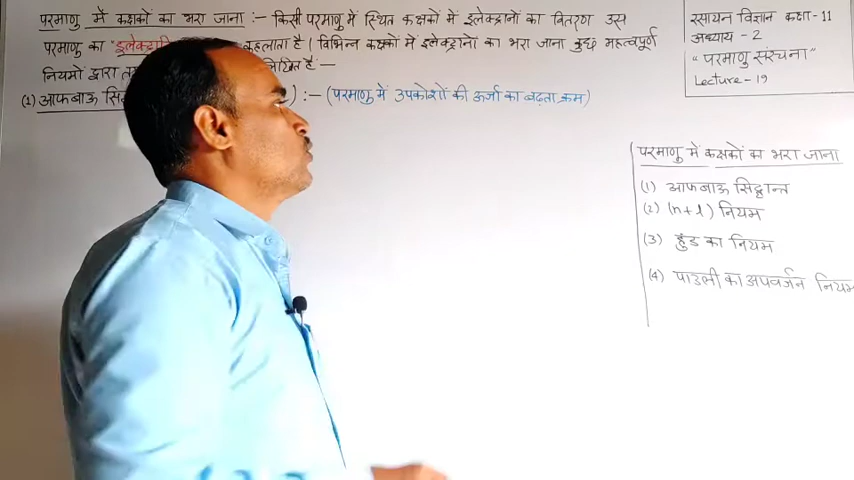 परमाणु में कक्षकों का भरा जाना :- किसी परमाणु में स्थित कक्षकों में इलेक्ट्रानों का वितरण उस
परमाणु का "इलेक्ट्रानि कहलाता है। विभिन्न कक्षकों में इलेक्ट्रानों का भरा जाना कुछ महत्वपूर्ण
नियमों द्वारा हैं —
(1) आफबाऊ ) :- (परमाणु में उपकोशों की ऊर्जा का बढ़ता क्रम)
रसायन विज्ञान कक्षा-11
अध्याय - 2
"परमाणु संरचना"
Lecture - 19
परमाणु में कक्षकों का भरा जाना
(1) आफबाऊ सिद्धान्त
(2) (n+l) नियम
(3) हुंड का नियम
(4) पाउली का अपवर्जन नियम